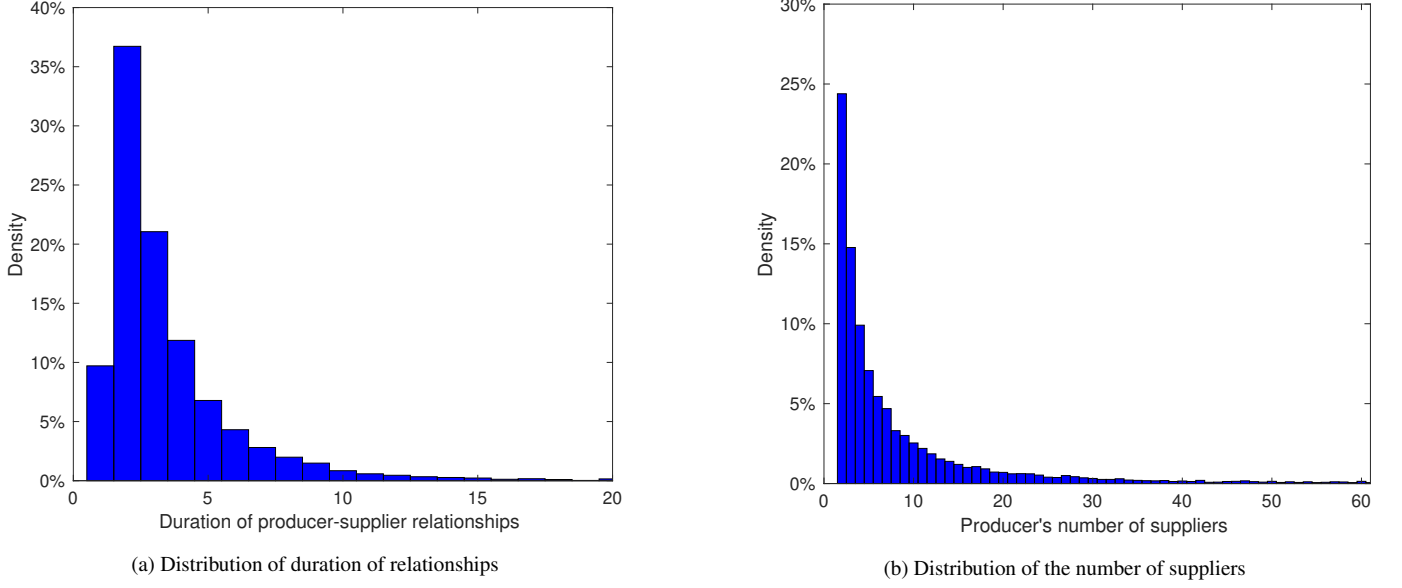 40%
35%
30%
25%
20%
15%
10%
5%
0%
Density
0 5 10 15 20
Duration of producer-supplier relationships
(a) Distribution of duration of relationships
30%
25%
20%
15%
10%
5%
0%
Density
0 10 20 30 40 50 60
Producer's number of suppliers
(b) Distribution of the number of suppliers